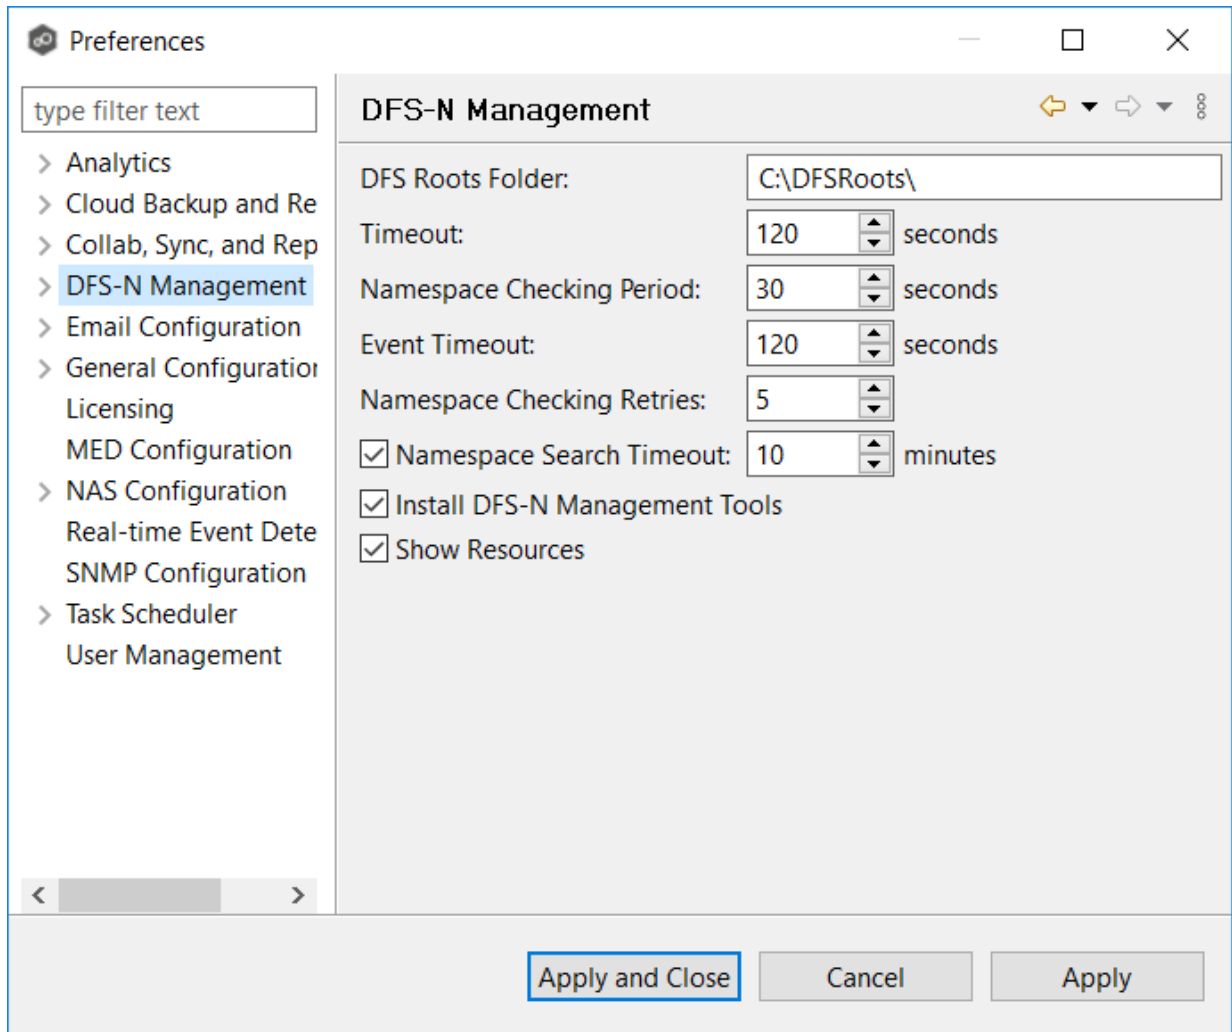 Preferences
type filter text
Analytics
Cloud Backup and Re
Collab, Sync, and Rep
DFS-N Management
Email Configuration
General Configuration
Licensing
MED Configuration
NAS Configuration
Real-time Event Dete
SNMP Configuration
Task Scheduler
User Management
DFS-N Management
DFS Roots Folder: C:\DFSRoots\
Timeout: 120 seconds
Namespace Checking Period: 30 seconds
Event Timeout: 120 seconds
Namespace Checking Retries: 5
Namespace Search Timeout: 10 minutes
Install DFS-N Management Tools
Show Resources
Apply and Close Cancel Apply